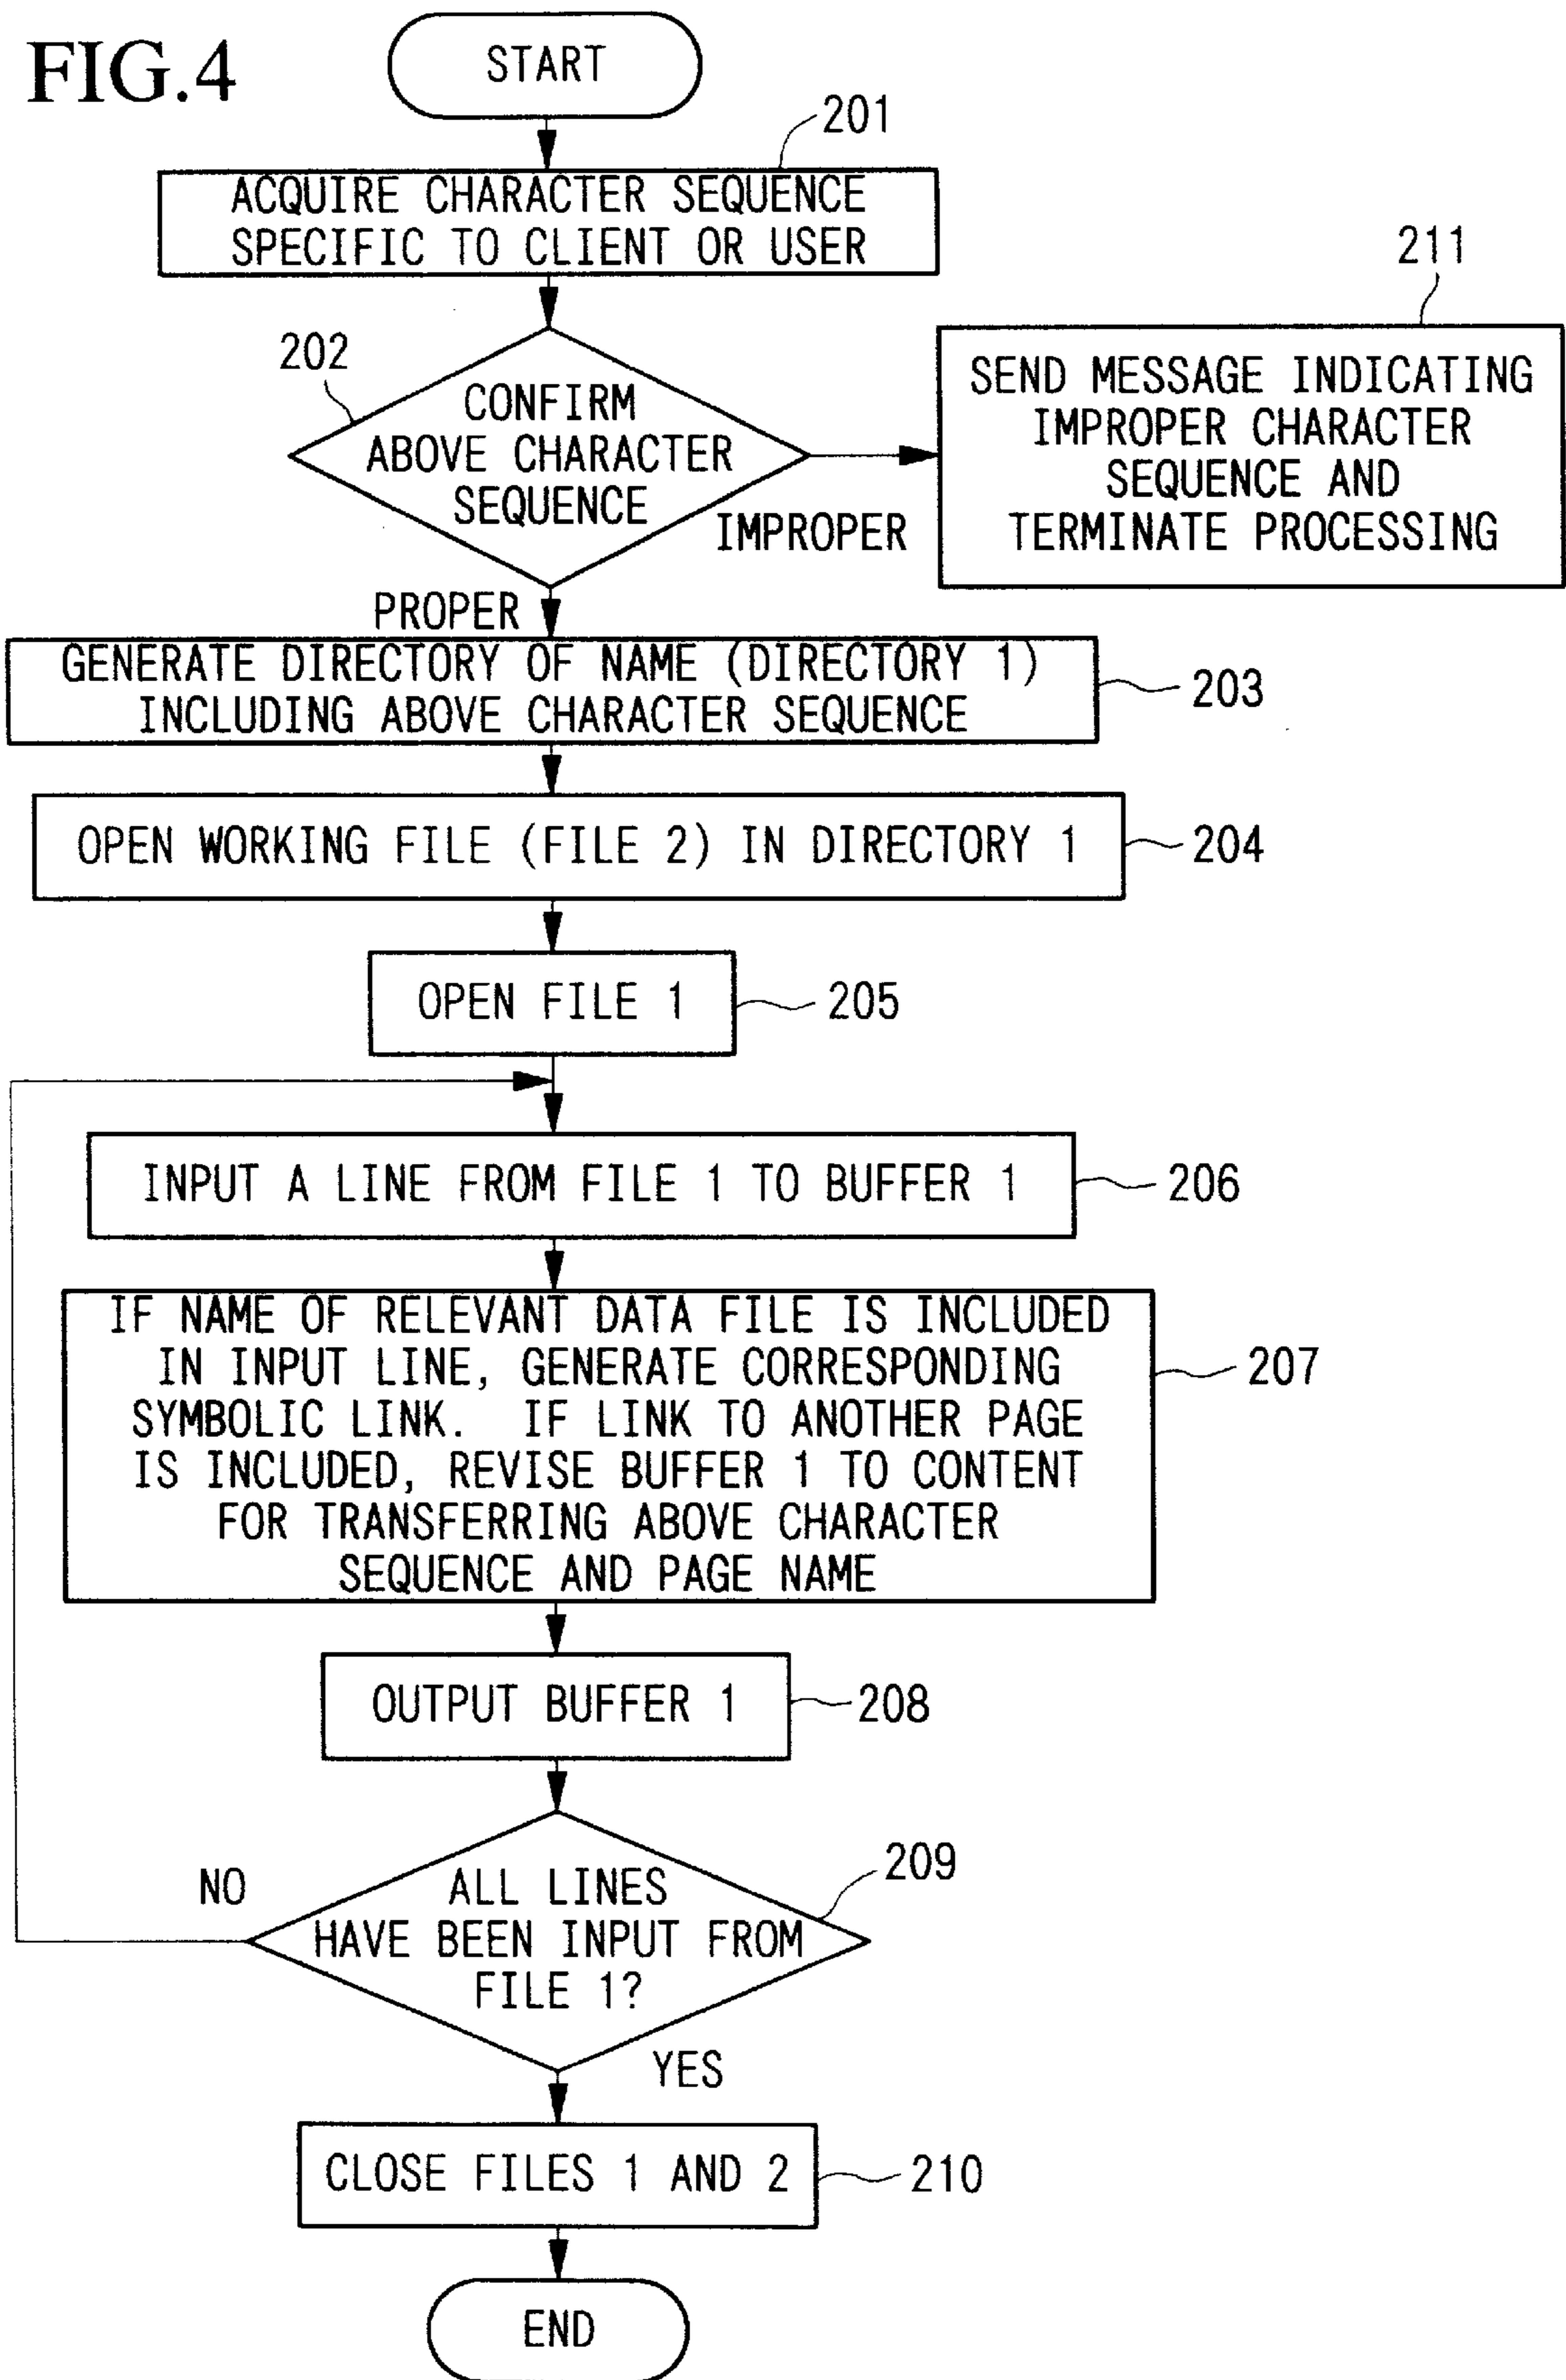 FIG.4
START
201
ACQUIRE CHARACTER SEQUENCE
SPECIFIC TO CLIENT OR USER
202
CONFIRM
ABOVE CHARACTER
SEQUENCE
IMPROPER
211
SEND MESSAGE INDICATING
IMPROPER CHARACTER
SEQUENCE AND
TERMINATE PROCESSING
PROPER
GENERATE DIRECTORY OF NAME (DIRECTORY 1)
INCLUDING ABOVE CHARACTER SEQUENCE
203
OPEN WORKING FILE (FILE 2) IN DIRECTORY 1
204
OPEN FILE 1
205
INPUT A LINE FROM FILE 1 TO BUFFER 1
206
IF NAME OF RELEVANT DATA FILE IS INCLUDED
IN INPUT LINE, GENERATE CORRESPONDING
SYMBOLIC LINK. IF LINK TO ANOTHER PAGE
IS INCLUDED, REVISE BUFFER 1 TO CONTENT
FOR TRANSFERRING ABOVE CHARACTER
SEQUENCE AND PAGE NAME
207
OUTPUT BUFFER 1
208
NO
ALL LINES
HAVE BEEN INPUT FROM
FILE 1?
209
YES
CLOSE FILES 1 AND 2
210
END